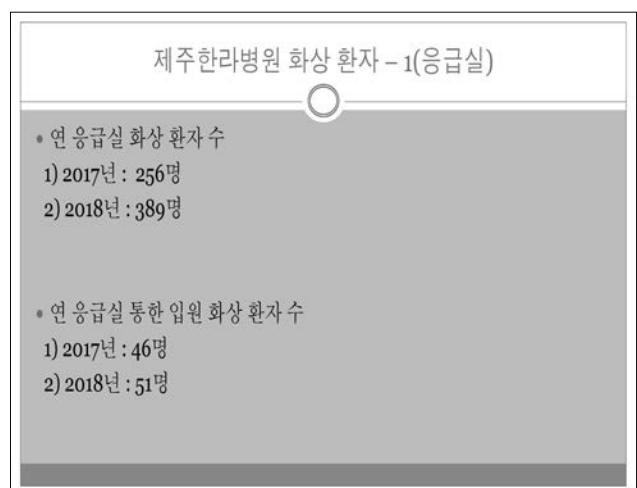 제주한라병원 화상 환자 – 1(응급실)
• 연 응급실 화상 환자 수
1) 2017년 : 256명
2) 2018년 : 389명
• 연 응급실 통한 입원 화상 환자 수
1) 2017년 : 46명
2) 2018년 : 51명